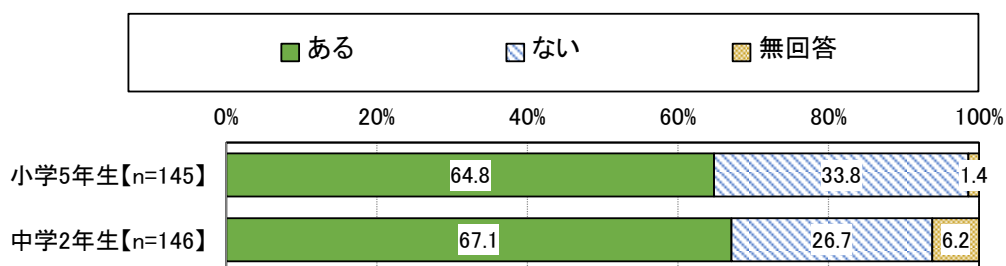 ある ない 無回答
0% 20% 40% 60% 80% 100%
小学5年生【n=145】 64.8 33.8 1.4
中学2年生【n=146】 67.1 26.7 6.2